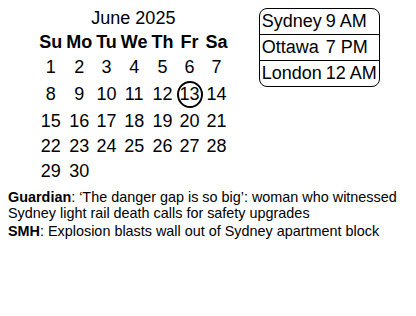 June 2025
Su Mo Tu We Th Fr Sa
1 2 3 4 5 6 7
8 9 10 11 12 13 14
15 16 17 18 19 20 21
22 23 24 25 26 27 28
29 30
Sydney 9 AM
Ottawa 7 PM
London 12 AM
Guardian: ‘The danger gap is so big’: woman who witnessed
Sydney light rail death calls for safety upgrades
SMH: Explosion blasts wall out of Sydney apartment block